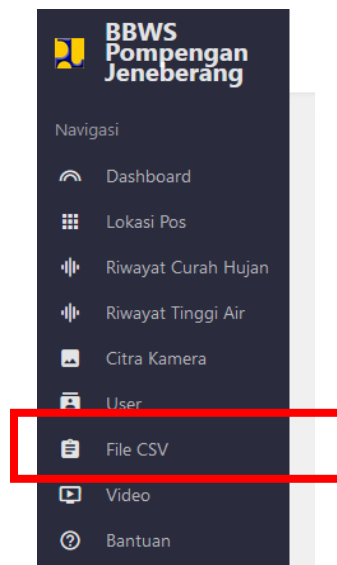 BBWS
Pompengan
Jeneberang
Navigasi
Dashboard
Lokasi Pos
Riwayat Curah Hujan
Riwayat Tinggi Air
Citra Kamera
User
File CSV
Video
Bantuan